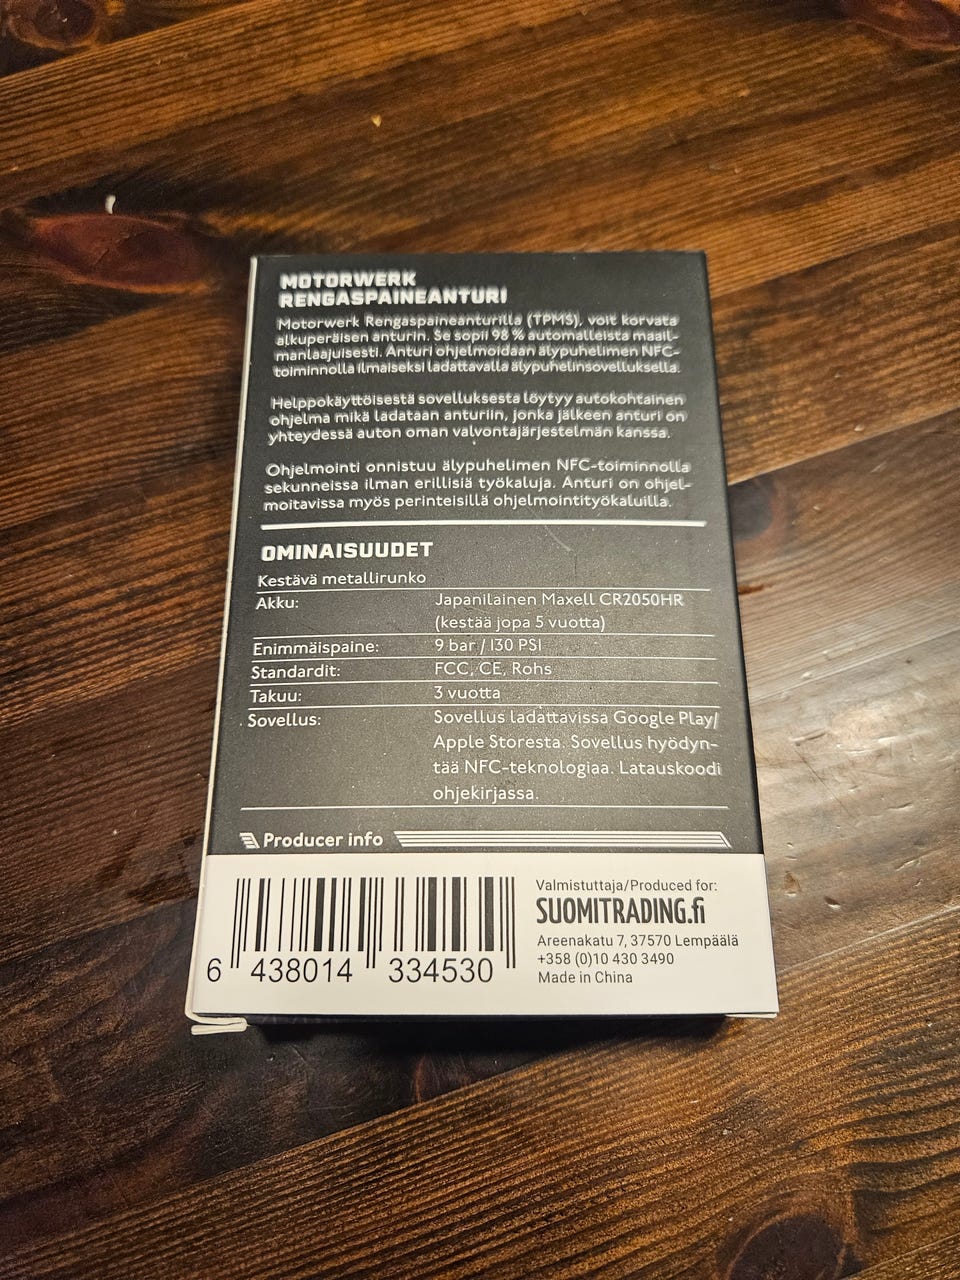 MOTORWERK
RENGASPAINEANTURI
Motorwerk Rengaspaineanturilla (TPMS), voit korvata
alkuperäisen anturin. Se sopii 98 % automalleista maail-
manlaajuisesti. Anturi ohjelmoidaan älypuhelimen NFC-
toiminnolla ilmaiseksi ladattavalla älypuhelinsovelluksella.
Helppokäyttöisestä sovelluksesta löytyy autokohtainen
ohjelma mikä ladataan anturiin, jonka jälkeen anturi on
yhteydessä auton oman valvontajärjestelmän kanssa.
Ohjelmointi onnistuu älypuhelimen NFC-toiminnolla
sekunneissa ilman erillisiä työkaluja. Anturi on ohjel-
moitavissa myös perinteisillä ohjelmointityökaluilla.
OMINAISUUDET
Kestävä metallirunko
Akku: Japanilainen Maxell CR2050HR
(kestää jopa 5 vuotta)
Enimmäispaine: 9 bar / 130 PSI
Standardit: FCC, CE, Rohs
Takuu: 3 vuotta
Sovellus: Sovellus ladattavissa Google Play/
Apple Storesta. Sovellus hyödyn-
tää NFC-teknologiaa. Latauskoodi
ohjekirjassa.
Producer info
6 438014 334530
Valmistuttaja/Produced for:
SUOMITRADING.fi
Areenakatu 7, 37570 Lempäälä
+358 (0)10 430 3490
Made in China